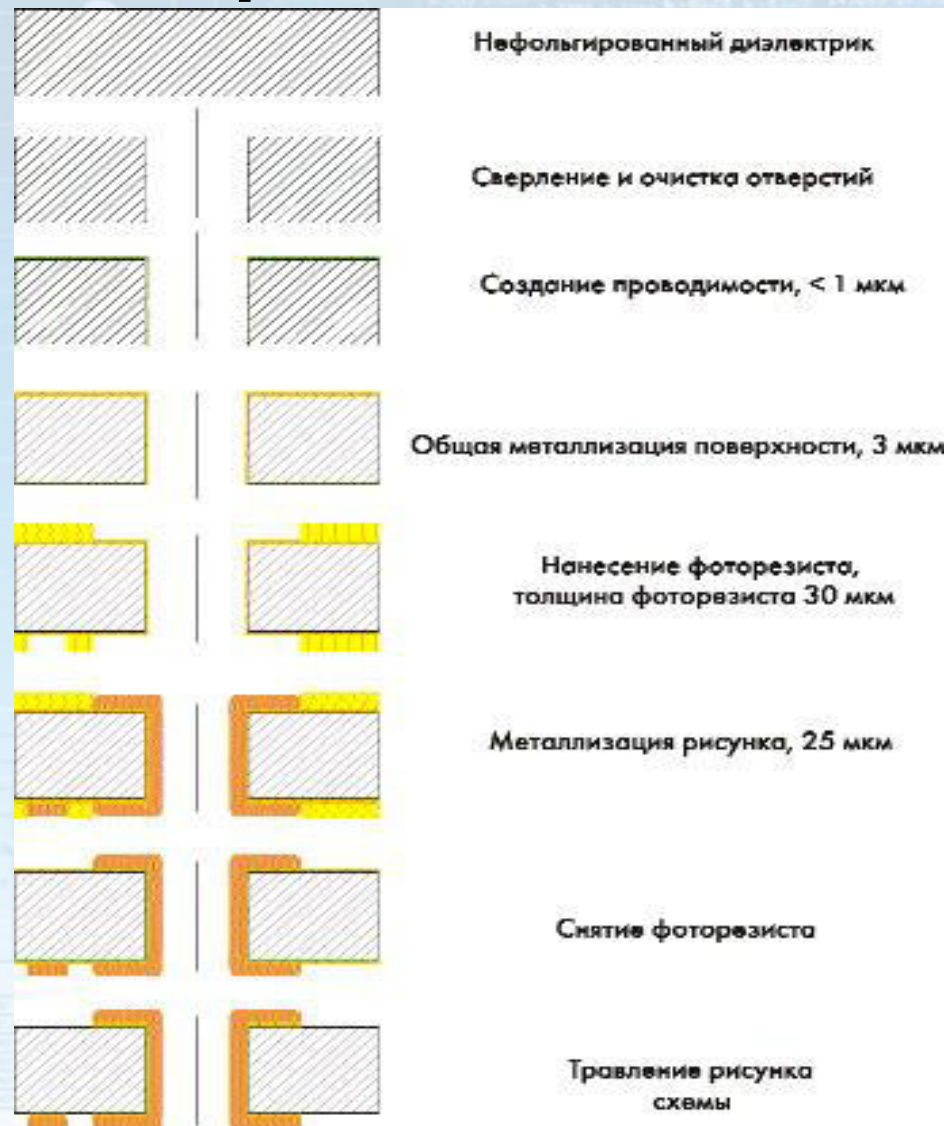 Нефольгированный диэлектрик
Сверление и очистка отверстий
Создание проводимости, < 1 мкм
Общая металлизация поверхности, 3 мкм
Нанесение фоторезиста,
толщина фоторезиста 30 мкм
Металлизация рисунка, 25 мкм
Снятие фоторезиста
Травление рисунка
схемы